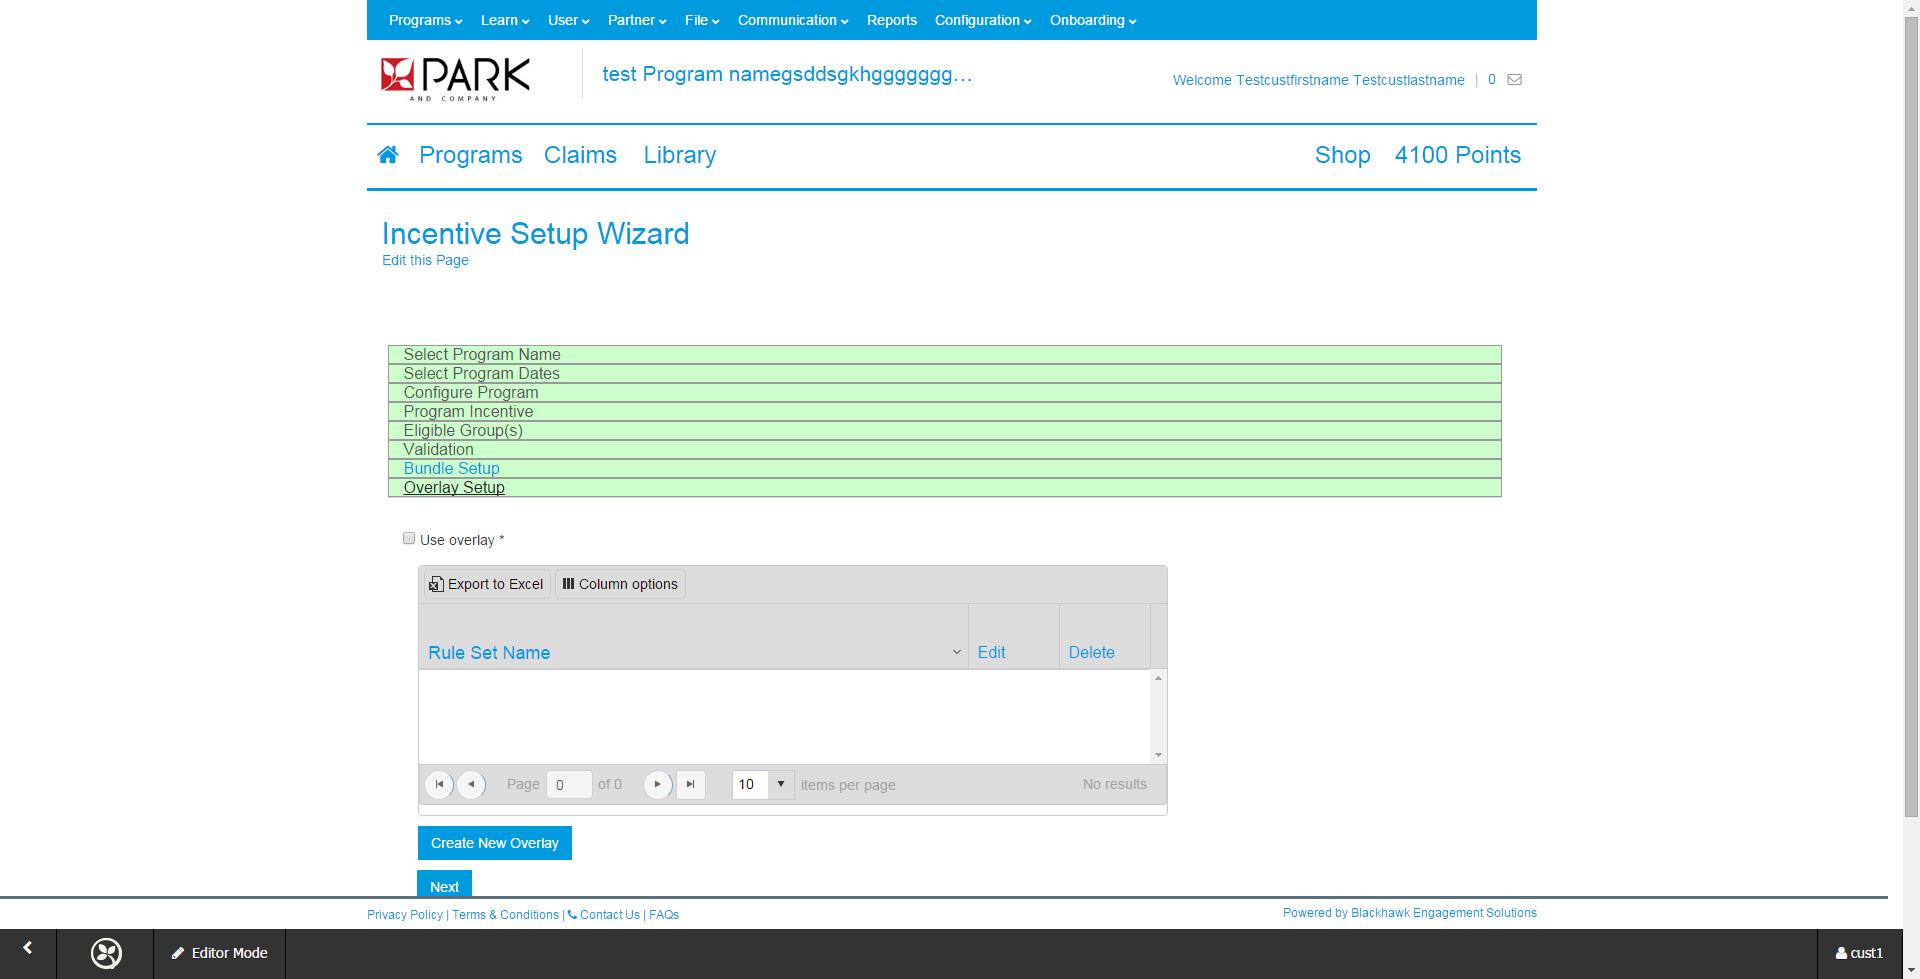 Programs Learn User Partner File Communication Reports Configuration Onboarding
PARK
AND COMPANY
test Program namegsddsgkhggggggg...
Welcome Testcustfirstname Testcustlastname | 0
Programs Claims Library Shop 4100 Points
Incentive Setup Wizard
Edit this Page
Select Program Name
Select Program Dates
Configure Program
Program Incentive
Eligible Group(s)
Validation
Bundle Setup
Overlay Setup
Use overlay *
Export to Excel Column options
Rule Set Name Edit Delete
Page 0 of 0 10 items per page No results
Create New Overlay
Next
Privacy Policy | Terms & Conditions | Contact Us | FAQs Powered by Blackhawk Engagement Solutions
Editor Mode cust1